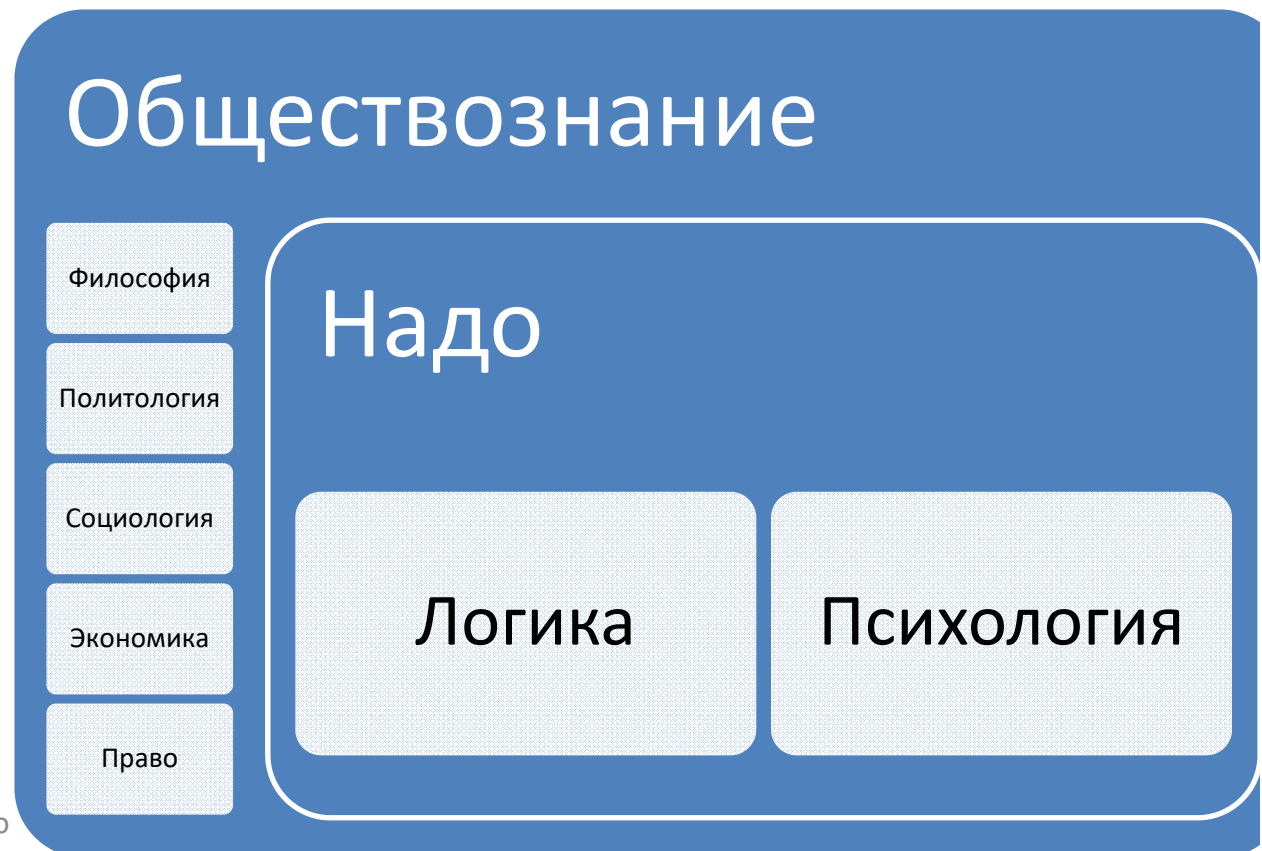 Обществознание
Философия
Политология
Социология
Экономика
Право
Надо
Логика
Психология